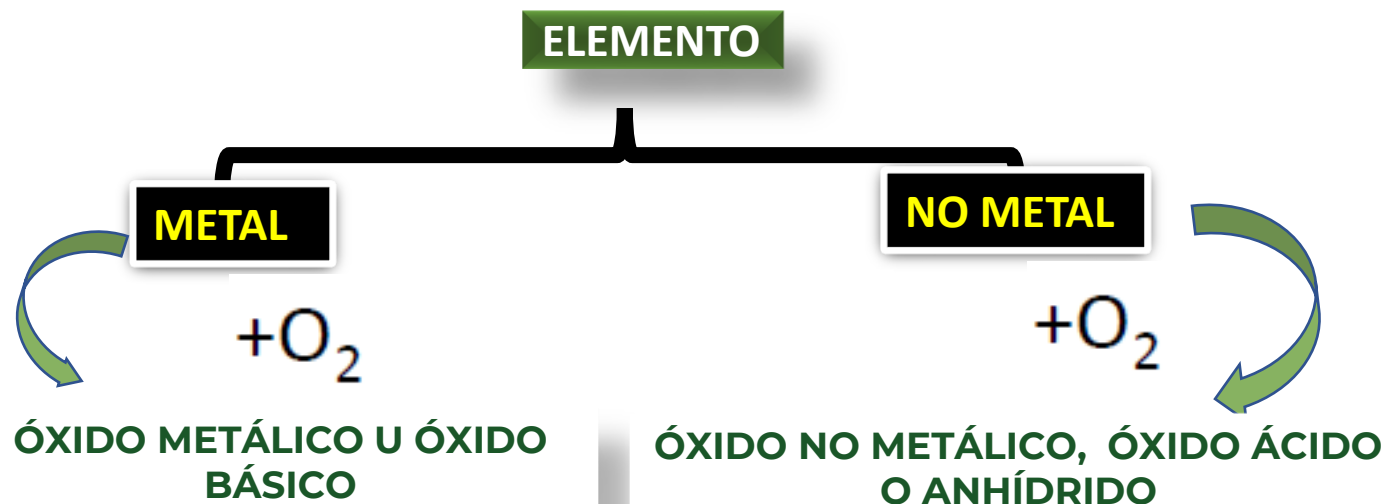 ELEMENTO
METAL
NO METAL
+O₂
+O₂
ÓXIDO METÁLICO U ÓXIDO
BÁSICO
ÓXIDO NO METÁLICO, ÓXIDO ÁCIDO
O ANHÍDRIDO